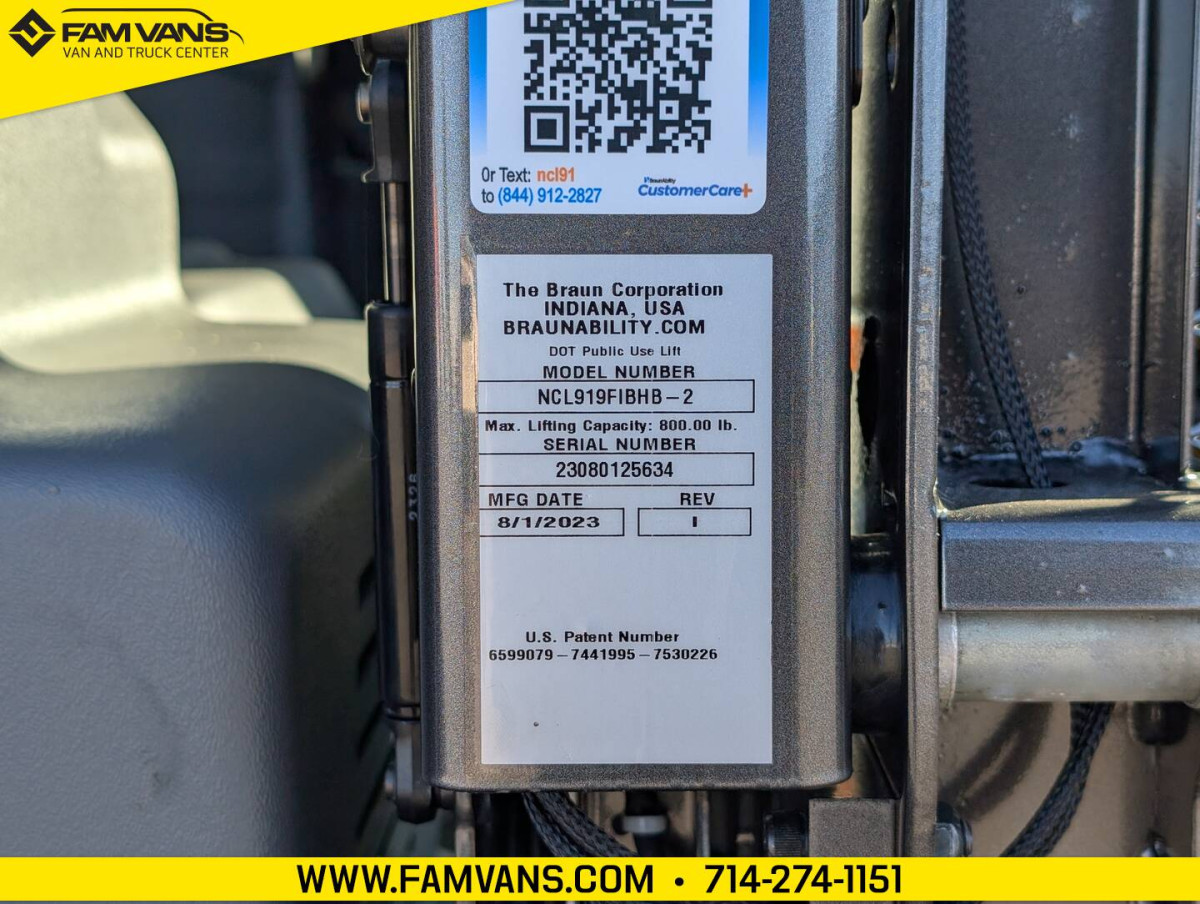 FAM VANS
VAN AND TRUCK CENTER
Or Text: ncl91
to (844) 912-2827
BraunAbility
CustomerCare+
The Braun Corporation
INDIANA, USA
BRAUNABILITY.COM
DOT Public Use Lift
MODEL NUMBER
NCL919FIBHB-2
Max. Lifting Capacity: 800.00 lb.
SERIAL NUMBER
23080125634
MFG DATE REV
8/1/2023 I
U.S. Patent Number
6599079-7441995-7530226
2326
WWW.FAMVANS.COM • 714-274-1151